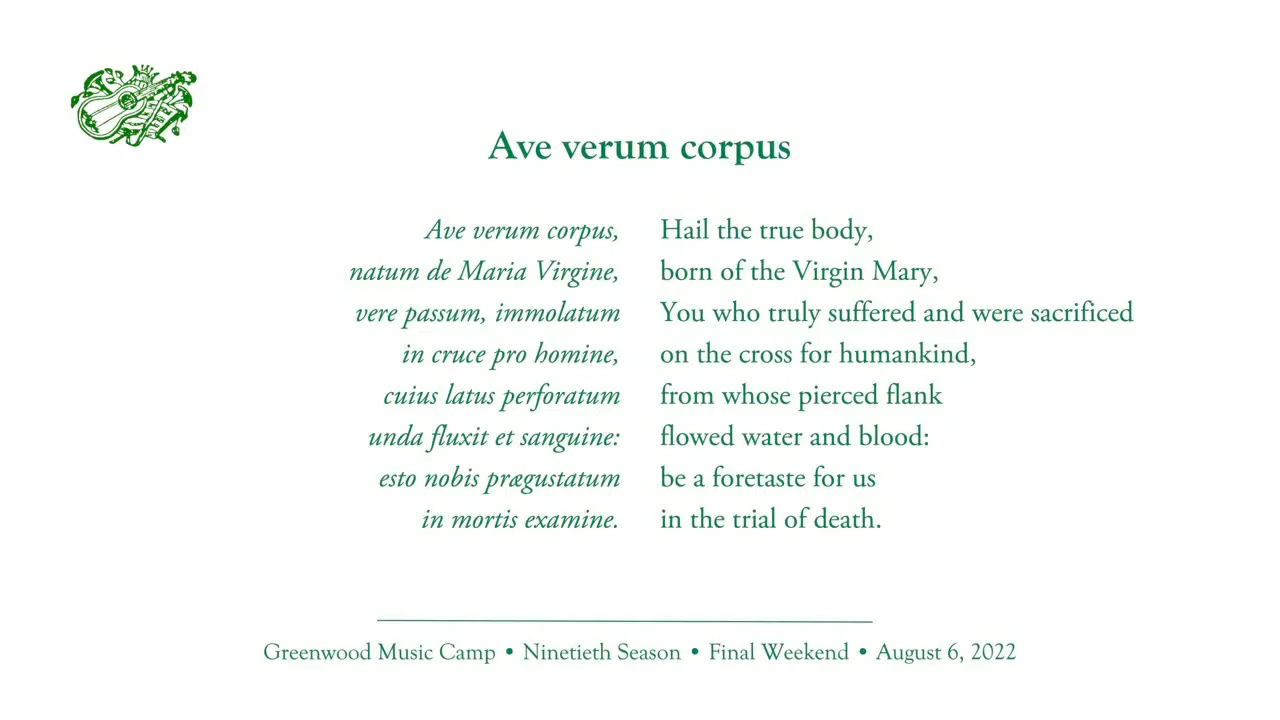 Ave verum corpus
Ave verum corpus, Hail the true body,
natum de Maria Virgine, born of the Virgin Mary,
vere passum, immolatum You who truly suffered and were sacrificed
in cruce pro homine, on the cross for humankind,
cuius latus perforatum from whose pierced flank
unda fluxit et sanguine: flowed water and blood:
esto nobis prægustatum be a foretaste for us
in mortis examine. in the trial of death.
Greenwood Music Camp • Ninetieth Season • Final Weekend • August 6, 2022